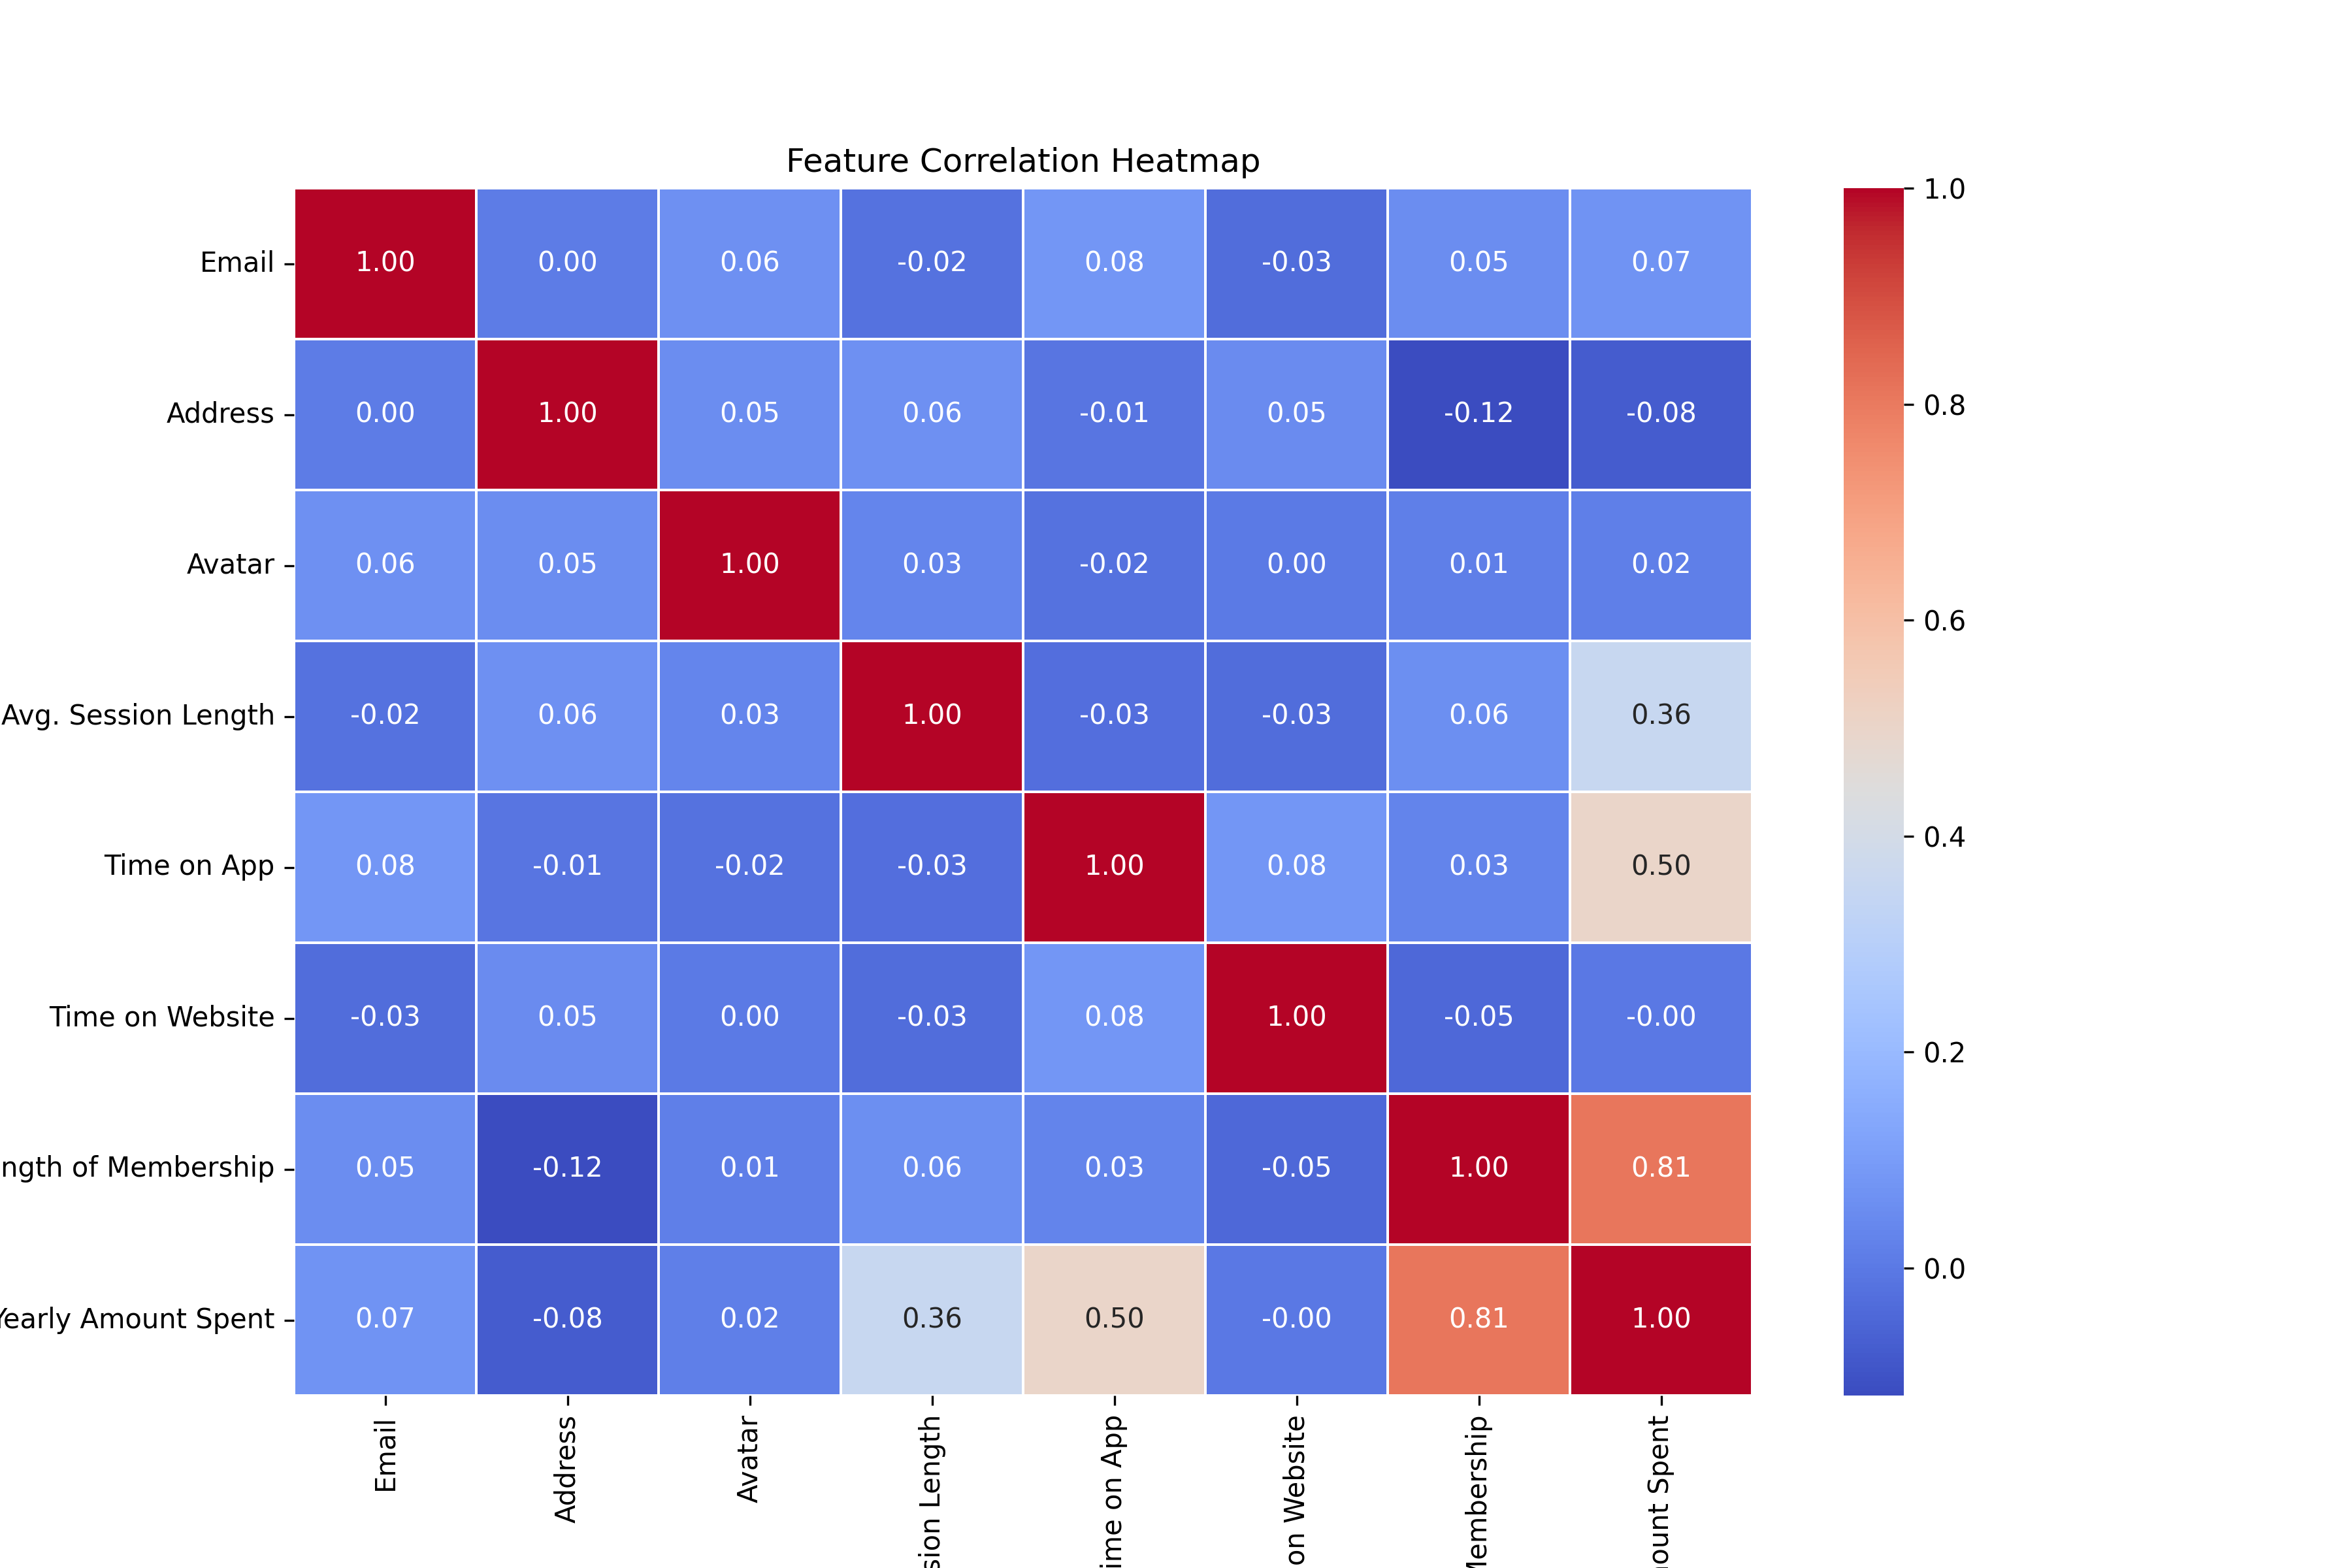 Feature Correlation Heatmap
Email 1.00 0.00 0.06 -0.02 0.08 -0.03 0.05 0.07
Address 0.00 1.00 0.05 0.06 -0.01 0.05 -0.12 -0.08
Avatar 0.06 0.05 1.00 0.03 -0.02 0.00 0.01 0.02
Avg. Session Length -0.02 0.06 0.03 1.00 -0.03 -0.03 0.06 0.36
Time on App 0.08 -0.01 -0.02 -0.03 1.00 0.08 0.03 0.50
Time on Website -0.03 0.05 0.00 -0.03 0.08 1.00 -0.05 -0.00
ngth of Membership 0.05 -0.12 0.01 0.06 0.03 -0.05 1.00 0.81
Yearly Amount Spent 0.07 -0.08 0.02 0.36 0.50 -0.00 0.81 1.00
Email
Address
Avatar
sion Length
ime on App
on Website
Membership
ount Spent
1.0
0.8
0.6
0.4
0.2
0.0